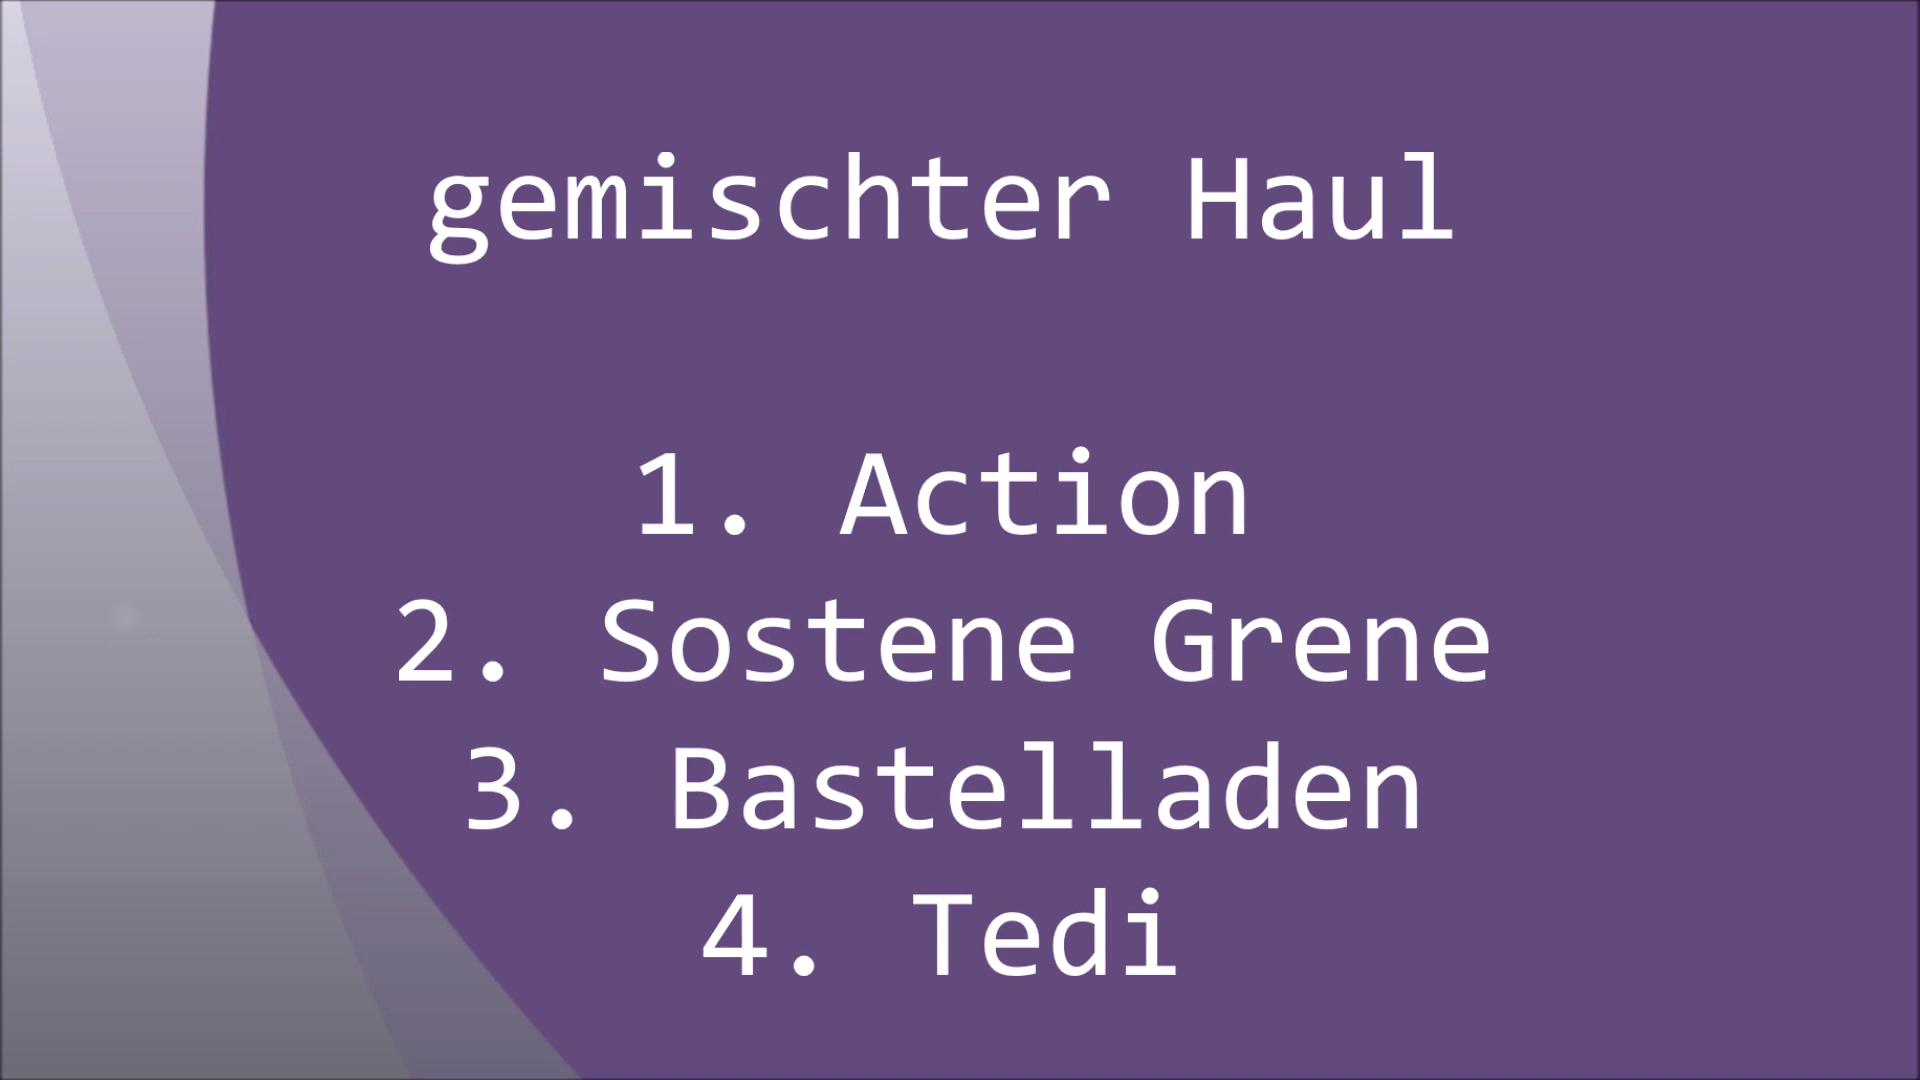 gemischter Haul
1. Action
2. Sostene Grene
3. Bastelladen
4. Tedi